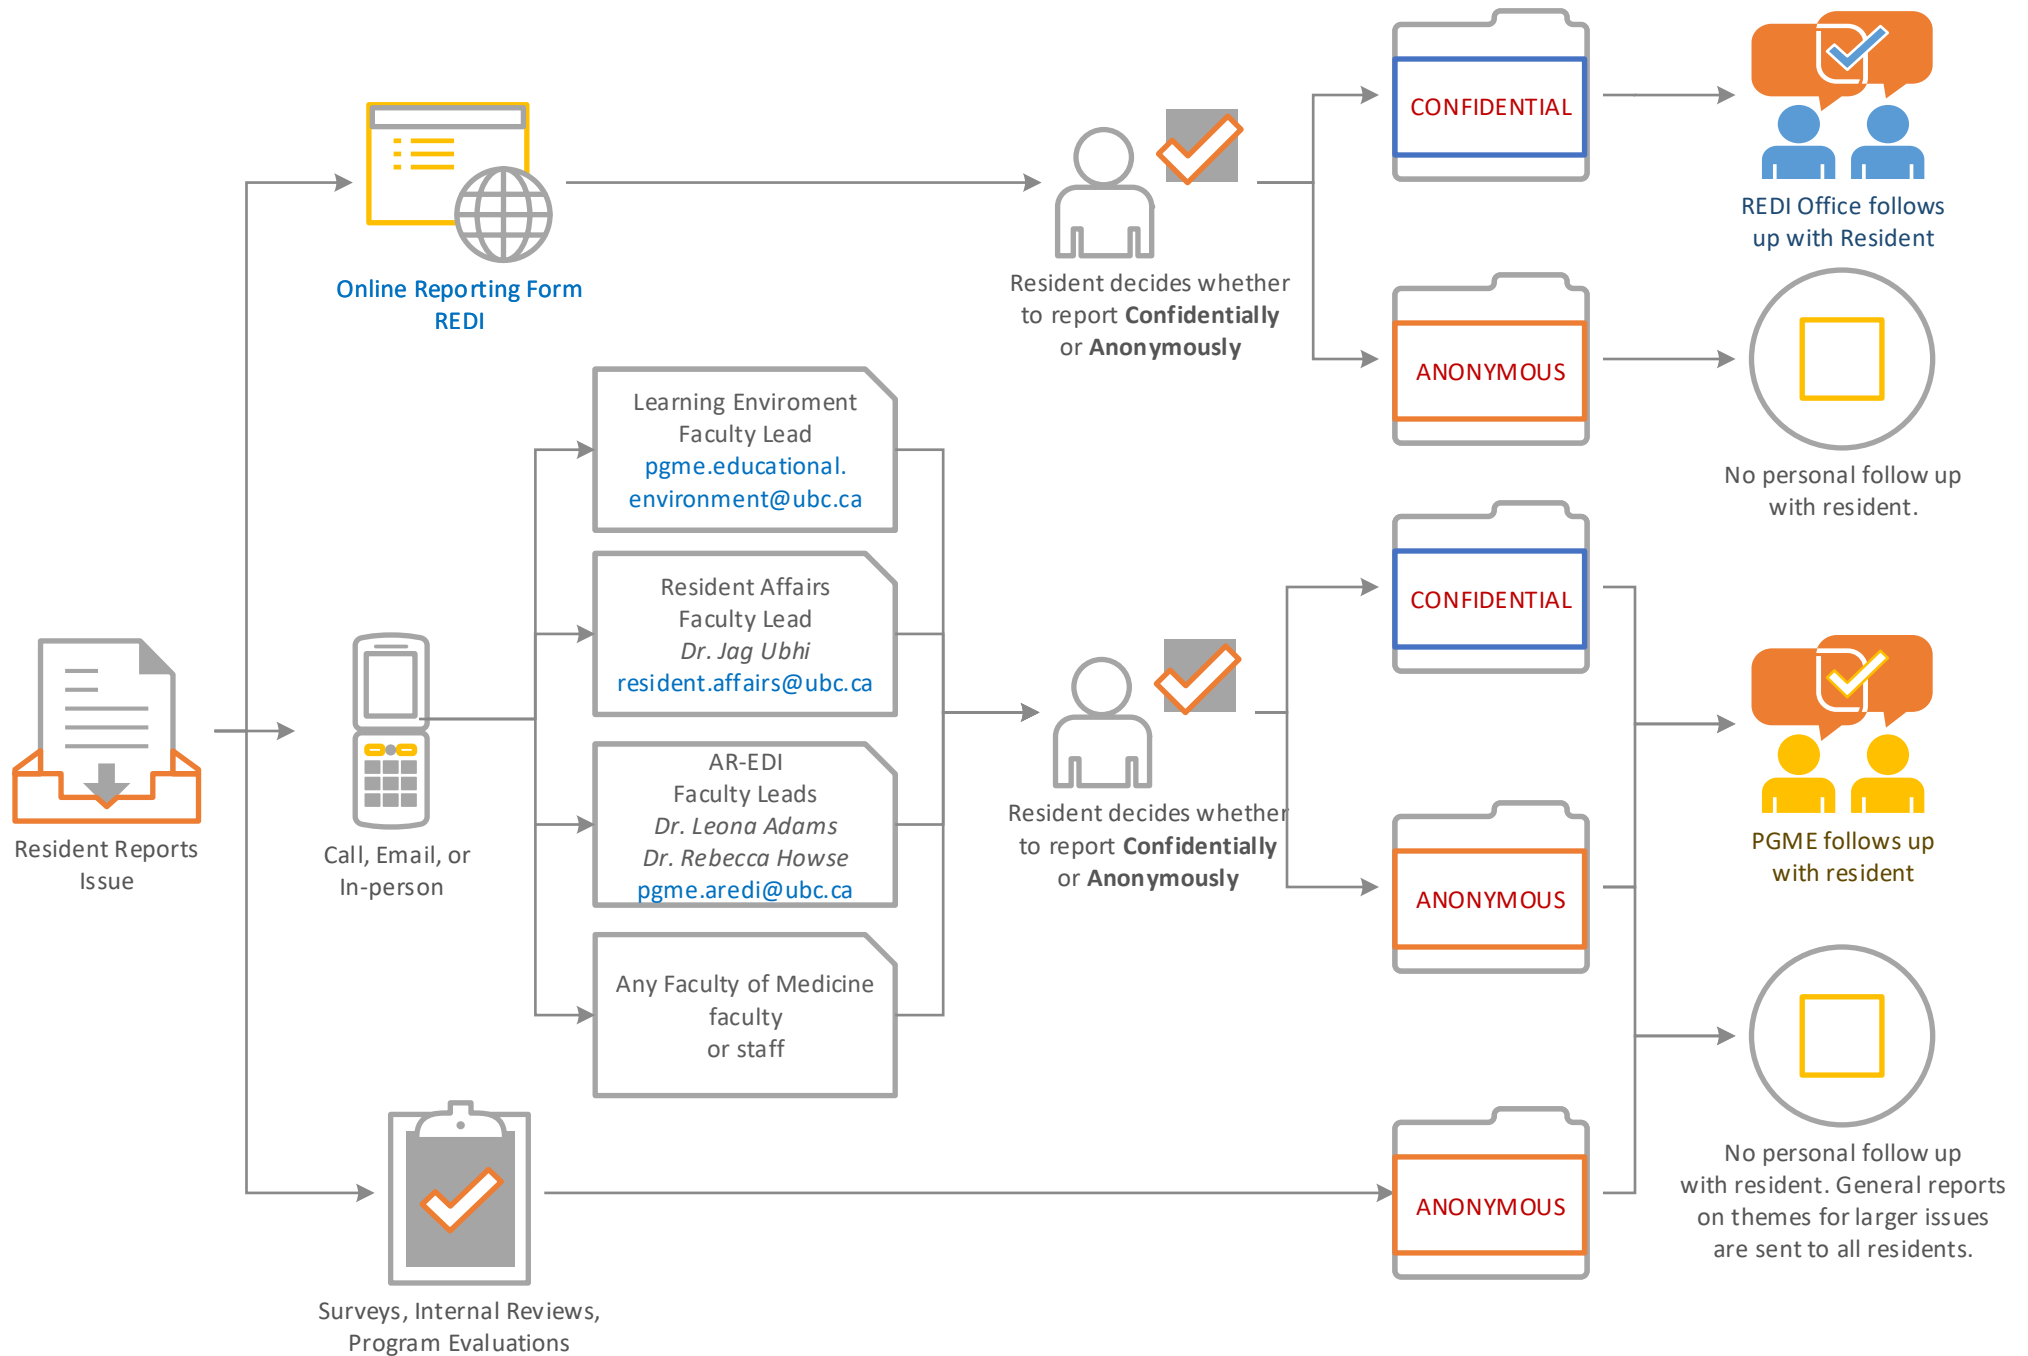 CONFIDENTIAL
REDI Office follows
up with Resident
Online Reporting Form
REDI
Resident decides whether
to report Confidentially
or Anonymously
ANONYMOUS
No personal follow up
with resident.
Learning Enviroment
Faculty Lead
pgme.educational.
environment@ubc.ca
Resident Affairs
Faculty Lead
Dr. Jag Ubhi
resident.affairs@ubc.ca
AR-EDI
Faculty Leads
Dr. Leona Adams
Dr. Rebecca Howse
pgme.aredi@ubc.ca
Any Faculty of Medicine
faculty
or staff
Resident Reports
Issue
Call, Email, or
In-person
Resident decides whether
to report Confidentially
or Anonymously
CONFIDENTIAL
ANONYMOUS
PGME follows up
with resident
Surveys, Internal Reviews,
Program Evaluations
ANONYMOUS
No personal follow up
with resident. General reports
on themes for larger issues
are sent to all residents.